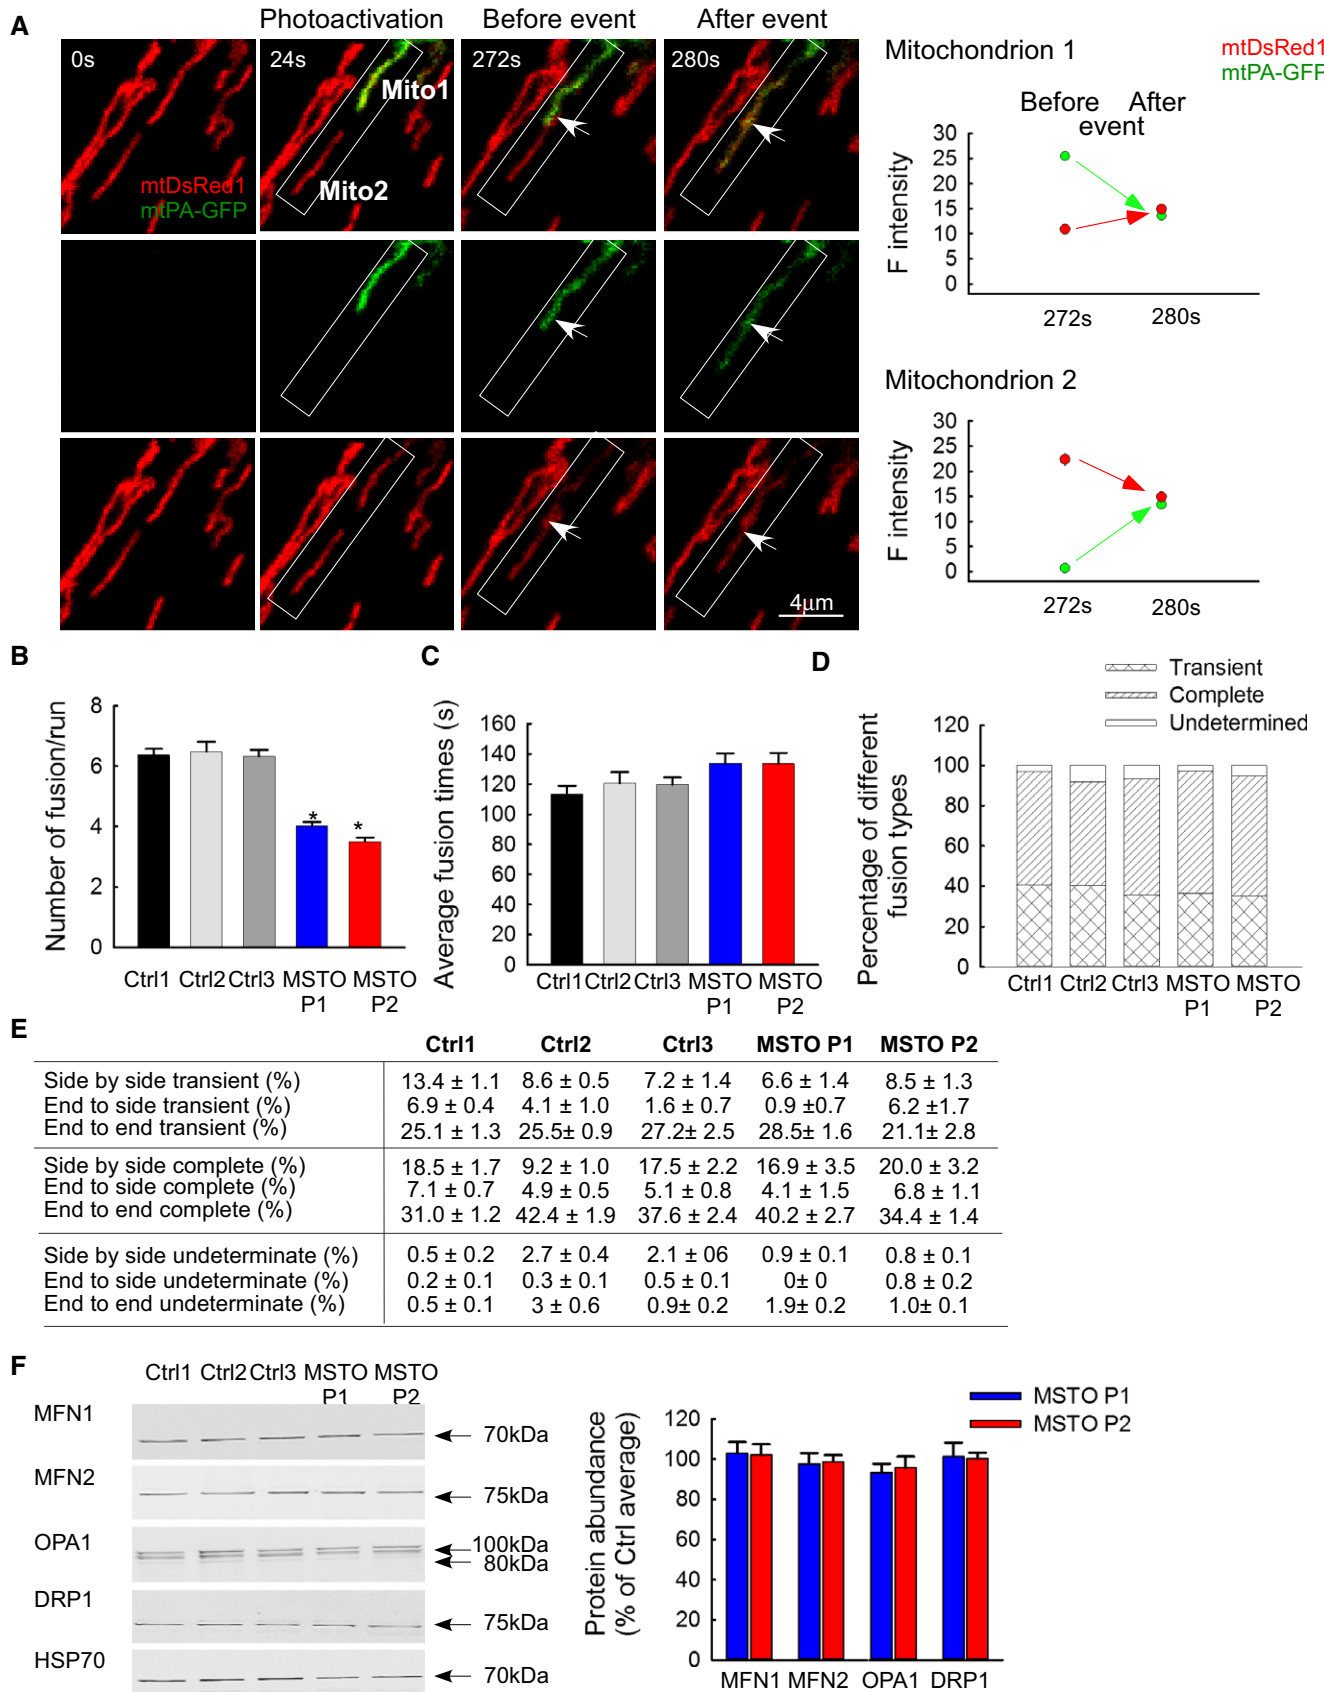 A
Photoactivation Before event After event
0s 24s 272s 280s
Mito1
Mito2
mtDsRed1
mtPA-GFP
4µm
Mitochondrion 1
mtDsRed1
mtPA-GFP
Before After
event
F intensity
30
25
20
15
10
5
0
272s 280s
Mitochondrion 2
F intensity
30
25
20
15
10
5
0
272s 280s
B
Number of fusion/run
8
6
4
2
0
* *
Ctrl1 Ctrl2 Ctrl3 MSTO MSTO
P1 P2
C
Average fusion times (s)
160
140
120
100
80
60
40
20
0
Ctrl1 Ctrl2 Ctrl3 MSTO MSTO
P1 P2
D
Transient
Complete
Undetermined
Percentage of different
fusion types
120
100
80
60
40
20
0
Ctrl1 Ctrl2 Ctrl3 MSTO MSTO
P1 P2
E
Ctrl1 Ctrl2 Ctrl3 MSTO P1 MSTO P2
Side by side transient (%) 13.4 ± 1.1 8.6 ± 0.5 7.2 ± 1.4 6.6 ± 1.4 8.5 ± 1.3
End to side transient (%) 6.9 ± 0.4 4.1 ± 1.0 1.6 ± 0.7 0.9 ±0.7 6.2 ±1.7
End to end transient (%) 25.1 ± 1.3 25.5± 0.9 27.2± 2.5 28.5± 1.6 21.1± 2.8
Side by side complete (%) 18.5 ± 1.7 9.2 ± 1.0 17.5 ± 2.2 16.9 ± 3.5 20.0 ± 3.2
End to side complete (%) 7.1 ± 0.7 4.9 ± 0.5 5.1 ± 0.8 4.1 ± 1.5 6.8 ± 1.1
End to end complete (%) 31.0 ± 1.2 42.4 ± 1.9 37.6 ± 2.4 40.2 ± 2.7 34.4 ± 1.4
Side by side undeterminate (%) 0.5 ± 0.2 2.7 ± 0.4 2.1 ± 06 0.9 ± 0.1 0.8 ± 0.1
End to side undeterminate (%) 0.2 ± 0.1 0.3 ± 0.1 0.5 ± 0.1 0± 0 0.8 ± 0.2
End to end undeterminate (%) 0.5 ± 0.1 3 ± 0.6 0.9± 0.2 1.9± 0.2 1.0± 0.1
F
Ctrl1 Ctrl2 Ctrl3 MSTO MSTO
P1 P2
MFN1 70kDa
MFN2 75kDa
OPA1 100kDa
80kDa
DRP1 75kDa
HSP70 70kDa
MSTO P1
MSTO P2
Protein abundance
(% of Ctrl average)
120
100
80
60
40
20
0
MFN1 MFN2 OPA1 DRP1